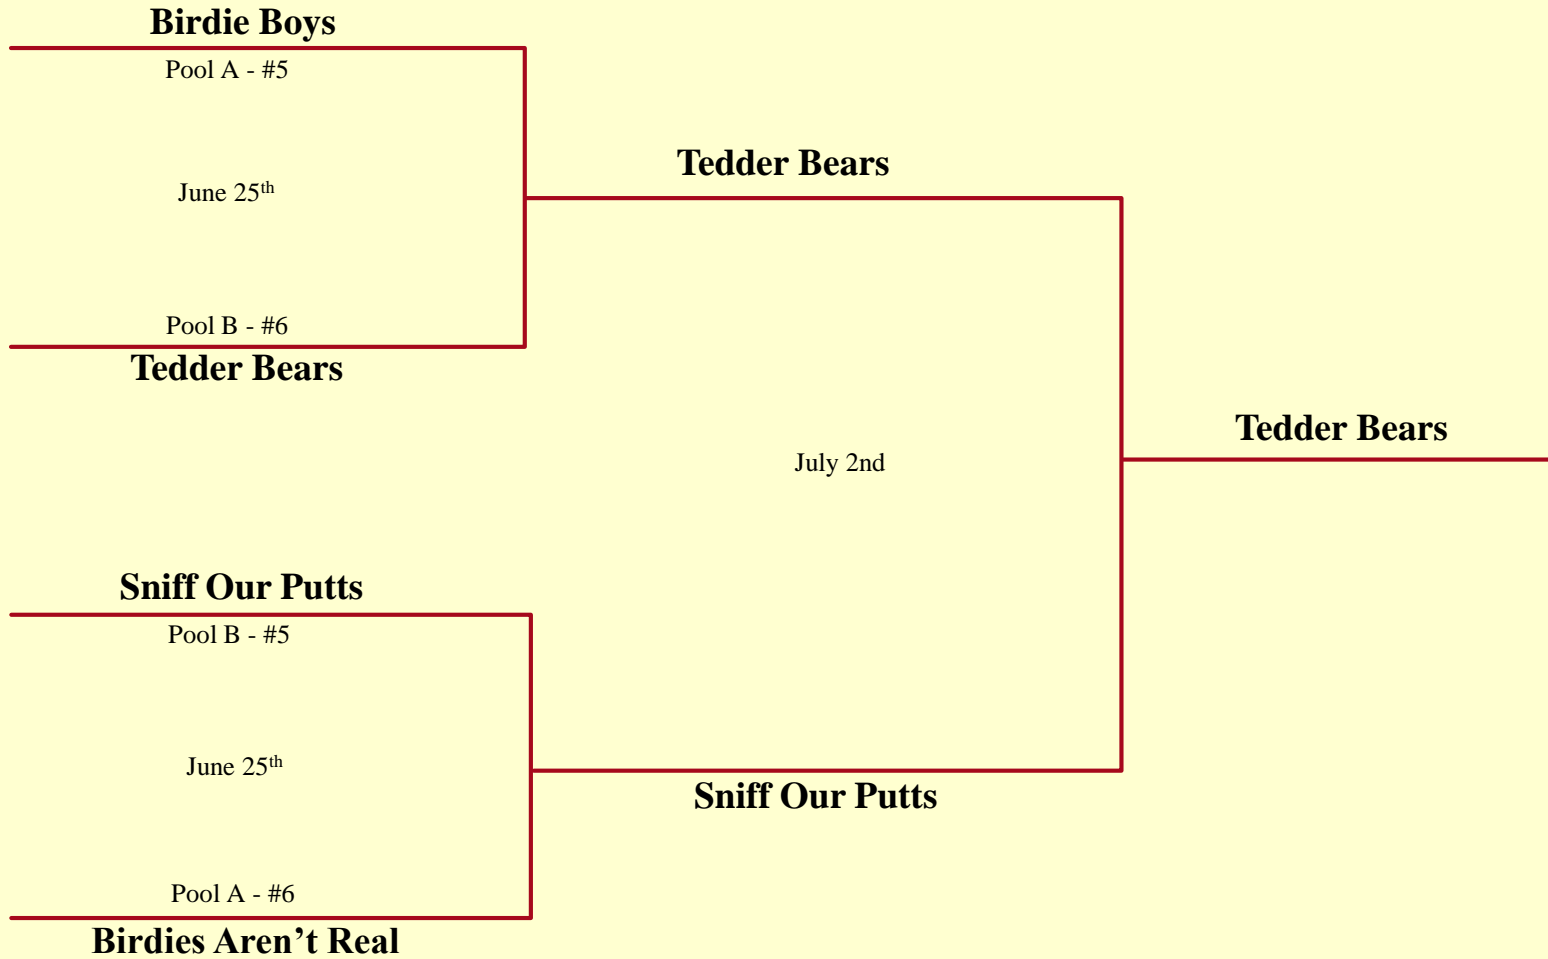 Birdie Boys
Pool A - #5
June 25th
Pool B - #6
Tedder Bears
Tedder Bears
July 2nd
Tedder Bears
Sniff Our Putts
Pool B - #5
June 25th
Pool A - #6
Birdies Aren’t Real
Sniff Our Putts